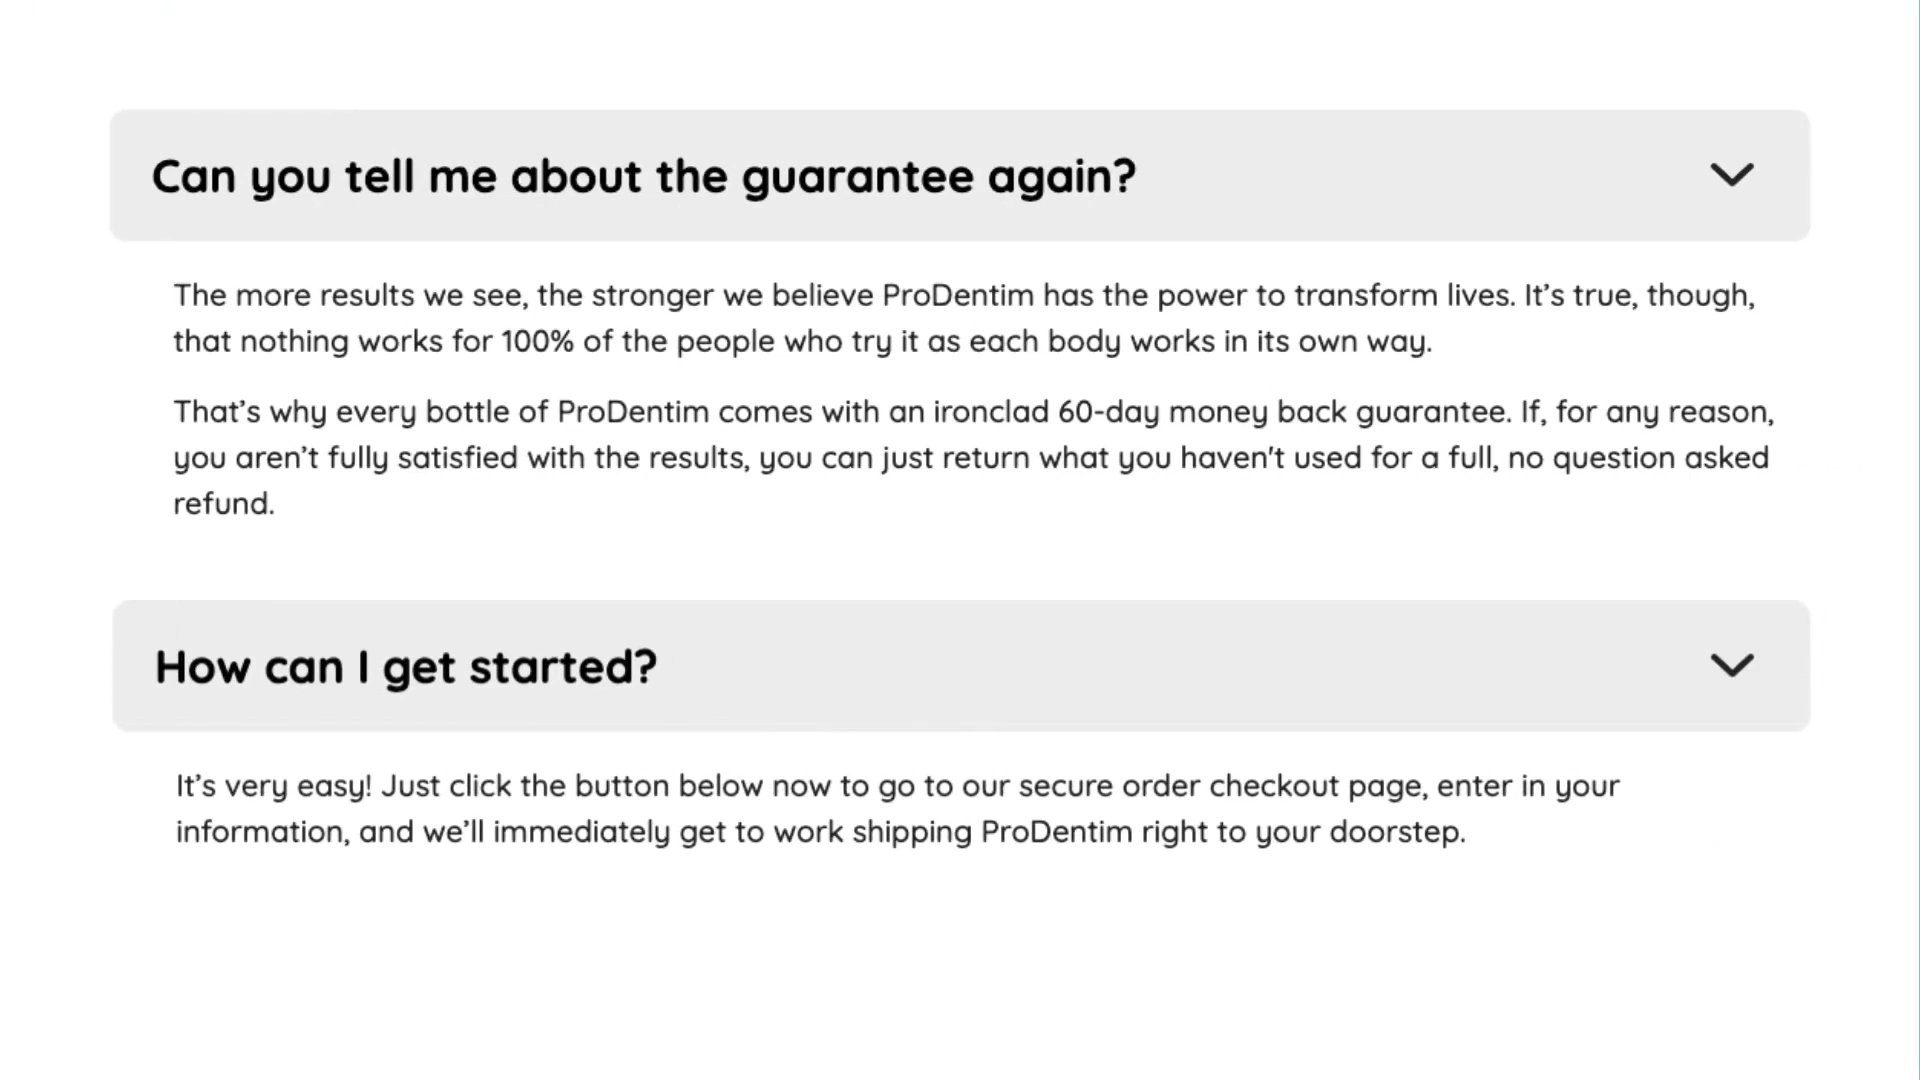 Can you tell me about the guarantee again?
The more results we see, the stronger we believe ProDentim has the power to transform lives. It’s true, though,
that nothing works for 100% of the people who try it as each body works in its own way.
That’s why every bottle of ProDentim comes with an ironclad 60-day money back guarantee. If, for any reason,
you aren’t fully satisfied with the results, you can just return what you haven't used for a full, no question asked
refund.
How can I get started?
It’s very easy! Just click the button below now to go to our secure order checkout page, enter in your
information, and we’ll immediately get to work shipping ProDentim right to your doorstep.